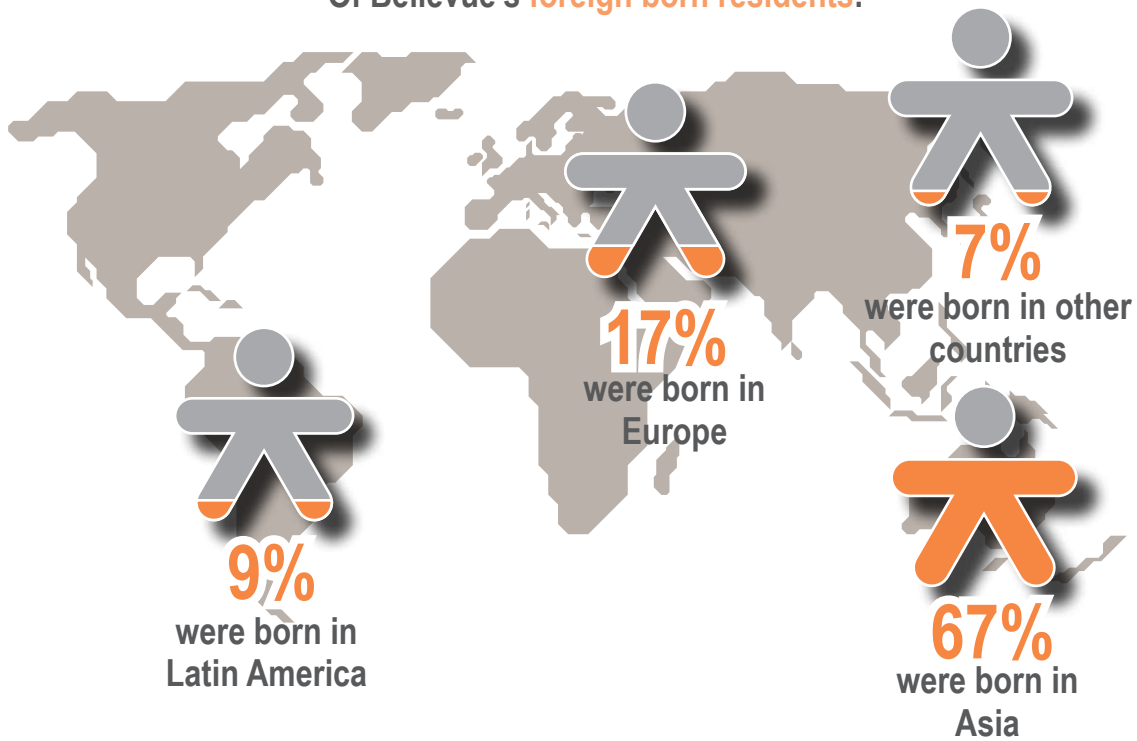 Of Bellevue's foreign born residents:
7%
were born in other
countries
17%
were born in
Europe
9%
were born in
Latin America
67%
were born in
Asia